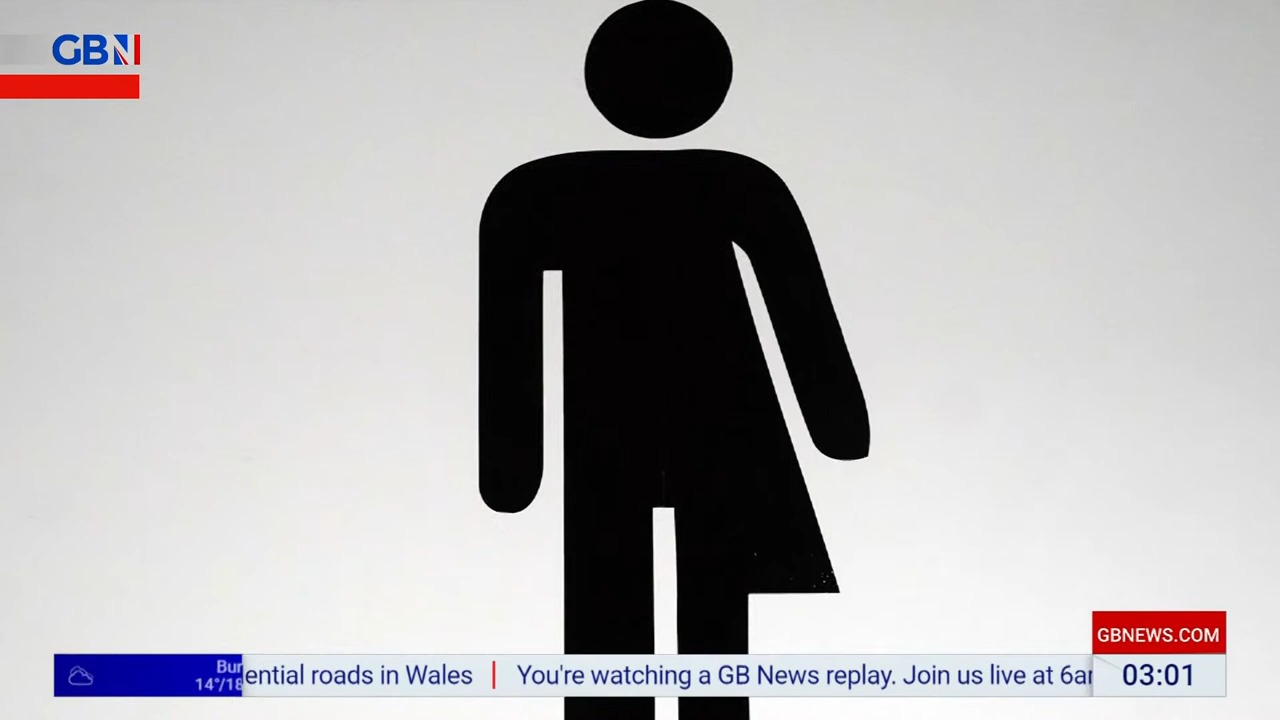 GBN
GBNEWS.COM
ential roads in Wales | You're watching a GB News replay. Join us live at 6a
14°/18
03:01